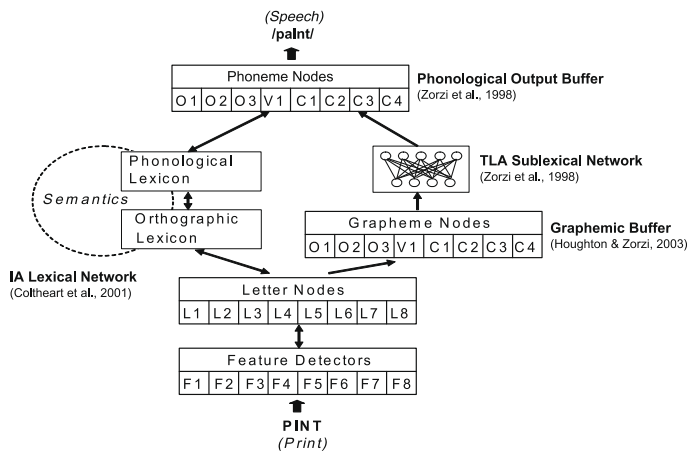 (Speech)
/paInt/
Phoneme Nodes
O1 O2 O3 V1 C1 C2 C3 C4
Phonological Output Buffer
(Zorzi et al., 1998)
Phonological
Lexicon
Semantics
Orthographic
Lexicon
TLA Sublexical Network
(Zorzi et al., 1998)
Grapheme Nodes
O1 O2 O3 V1 C1 C2 C3 C4
Graphemic Buffer
(Houghton & Zorzi, 2003)
IA Lexical Network
(Coltheart et al., 2001)
Letter Nodes
L1 L2 L3 L4 L5 L6 L7 L8
Feature Detectors
F1 F2 F3 F4 F5 F6 F7 F8
PINT
(Print)